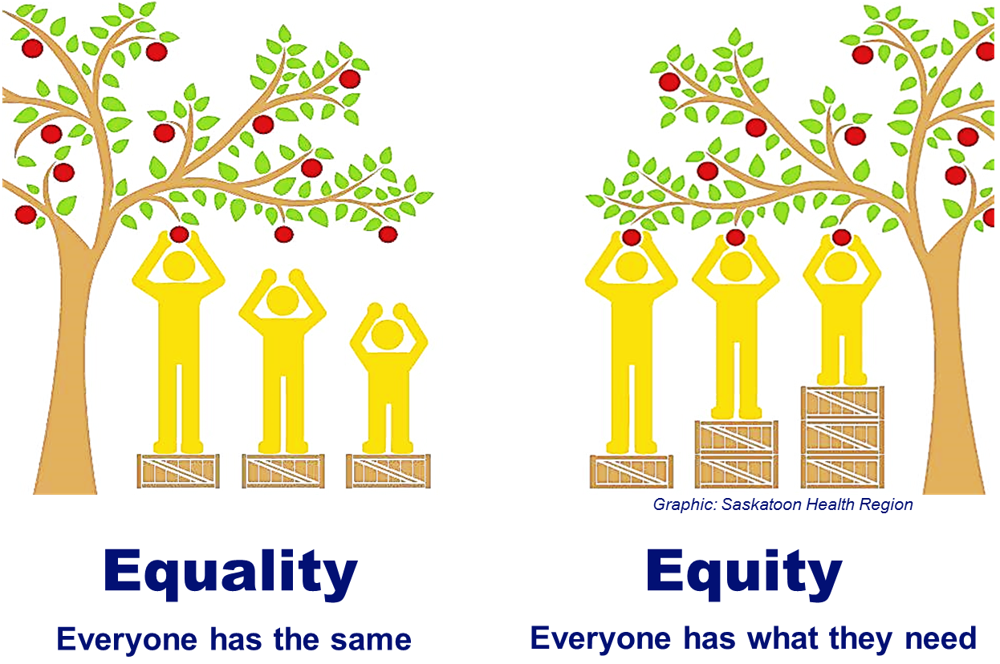 Graphic: Saskatoon Health Region
Equality
Equity
Everyone has the same
Everyone has what they need